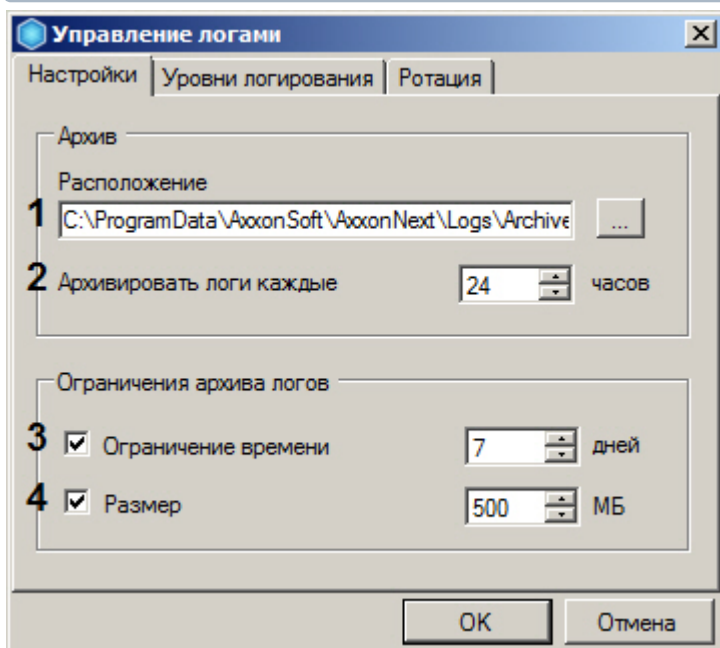 Управление логами
Настройки Уровни логирования Ротация
Архив
Расположение
1 C:\ProgramData\AxxonSoft\AxxonNext\Logs\Archive ...
2 Архивировать логи каждые 24 часов
Ограничения архива логов
3 Ограничение времени 7 дней
4 Размер 500 МБ
OK Отмена